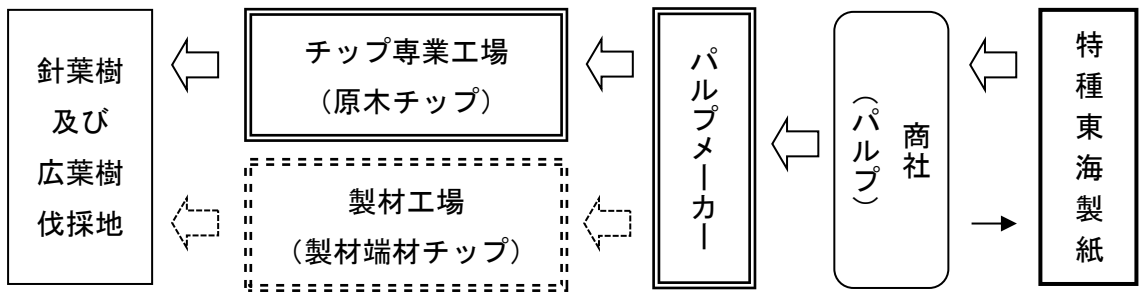 針葉樹
及び
広葉樹
伐採地
チップ専業工場
（原木チップ）
製材工場
（製材端材チップ）
パルプメーカー
商社
（パルプ）
特種東海製紙